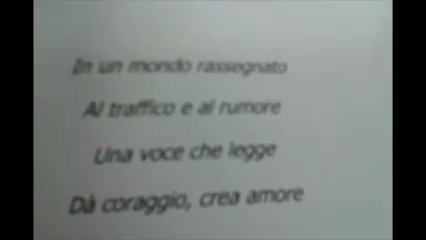 In un mondo rassegnato
Al traffico e al rumore
Una voce che legge
Dà coraggio, crea amore